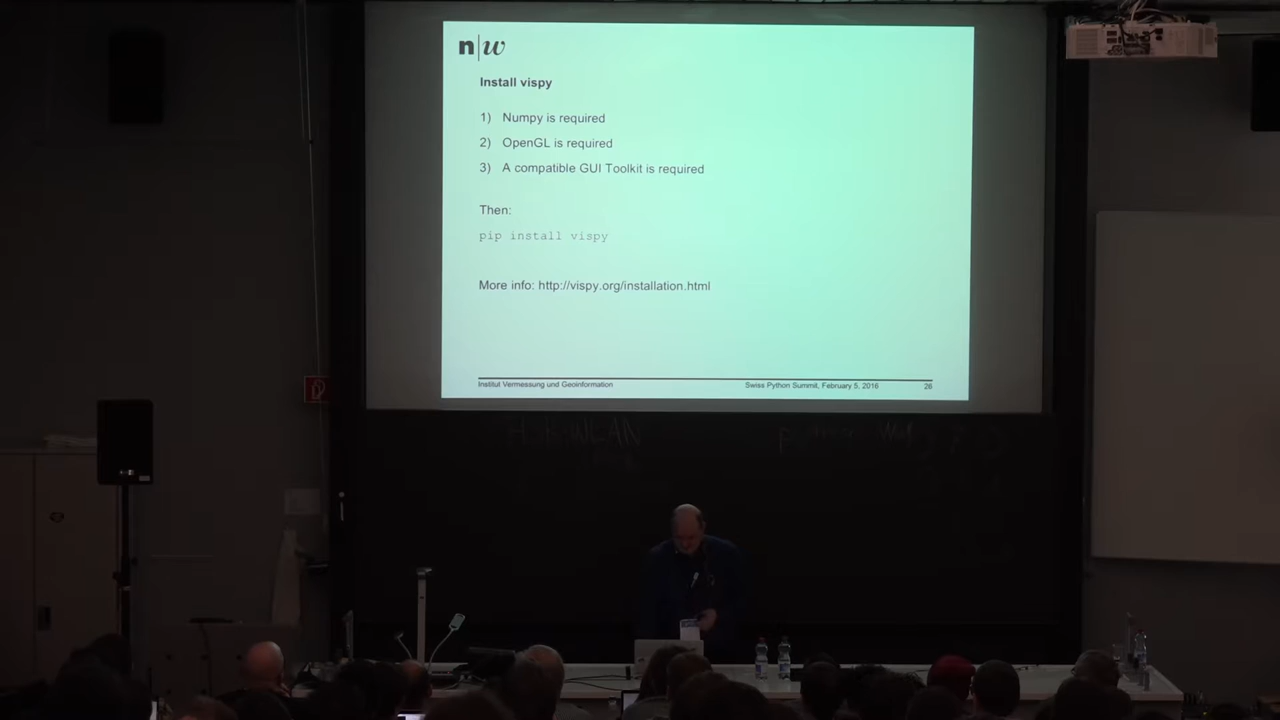 n|w
Install vispy
1) Numpy is required
2) OpenGL is required
3) A compatible GUI Toolkit is required
Then:
pip install vispy
More info: http://vispy.org/installation.html
Institut Vermessung und Geoinformation Swiss Python Summit, February 5, 2016 26